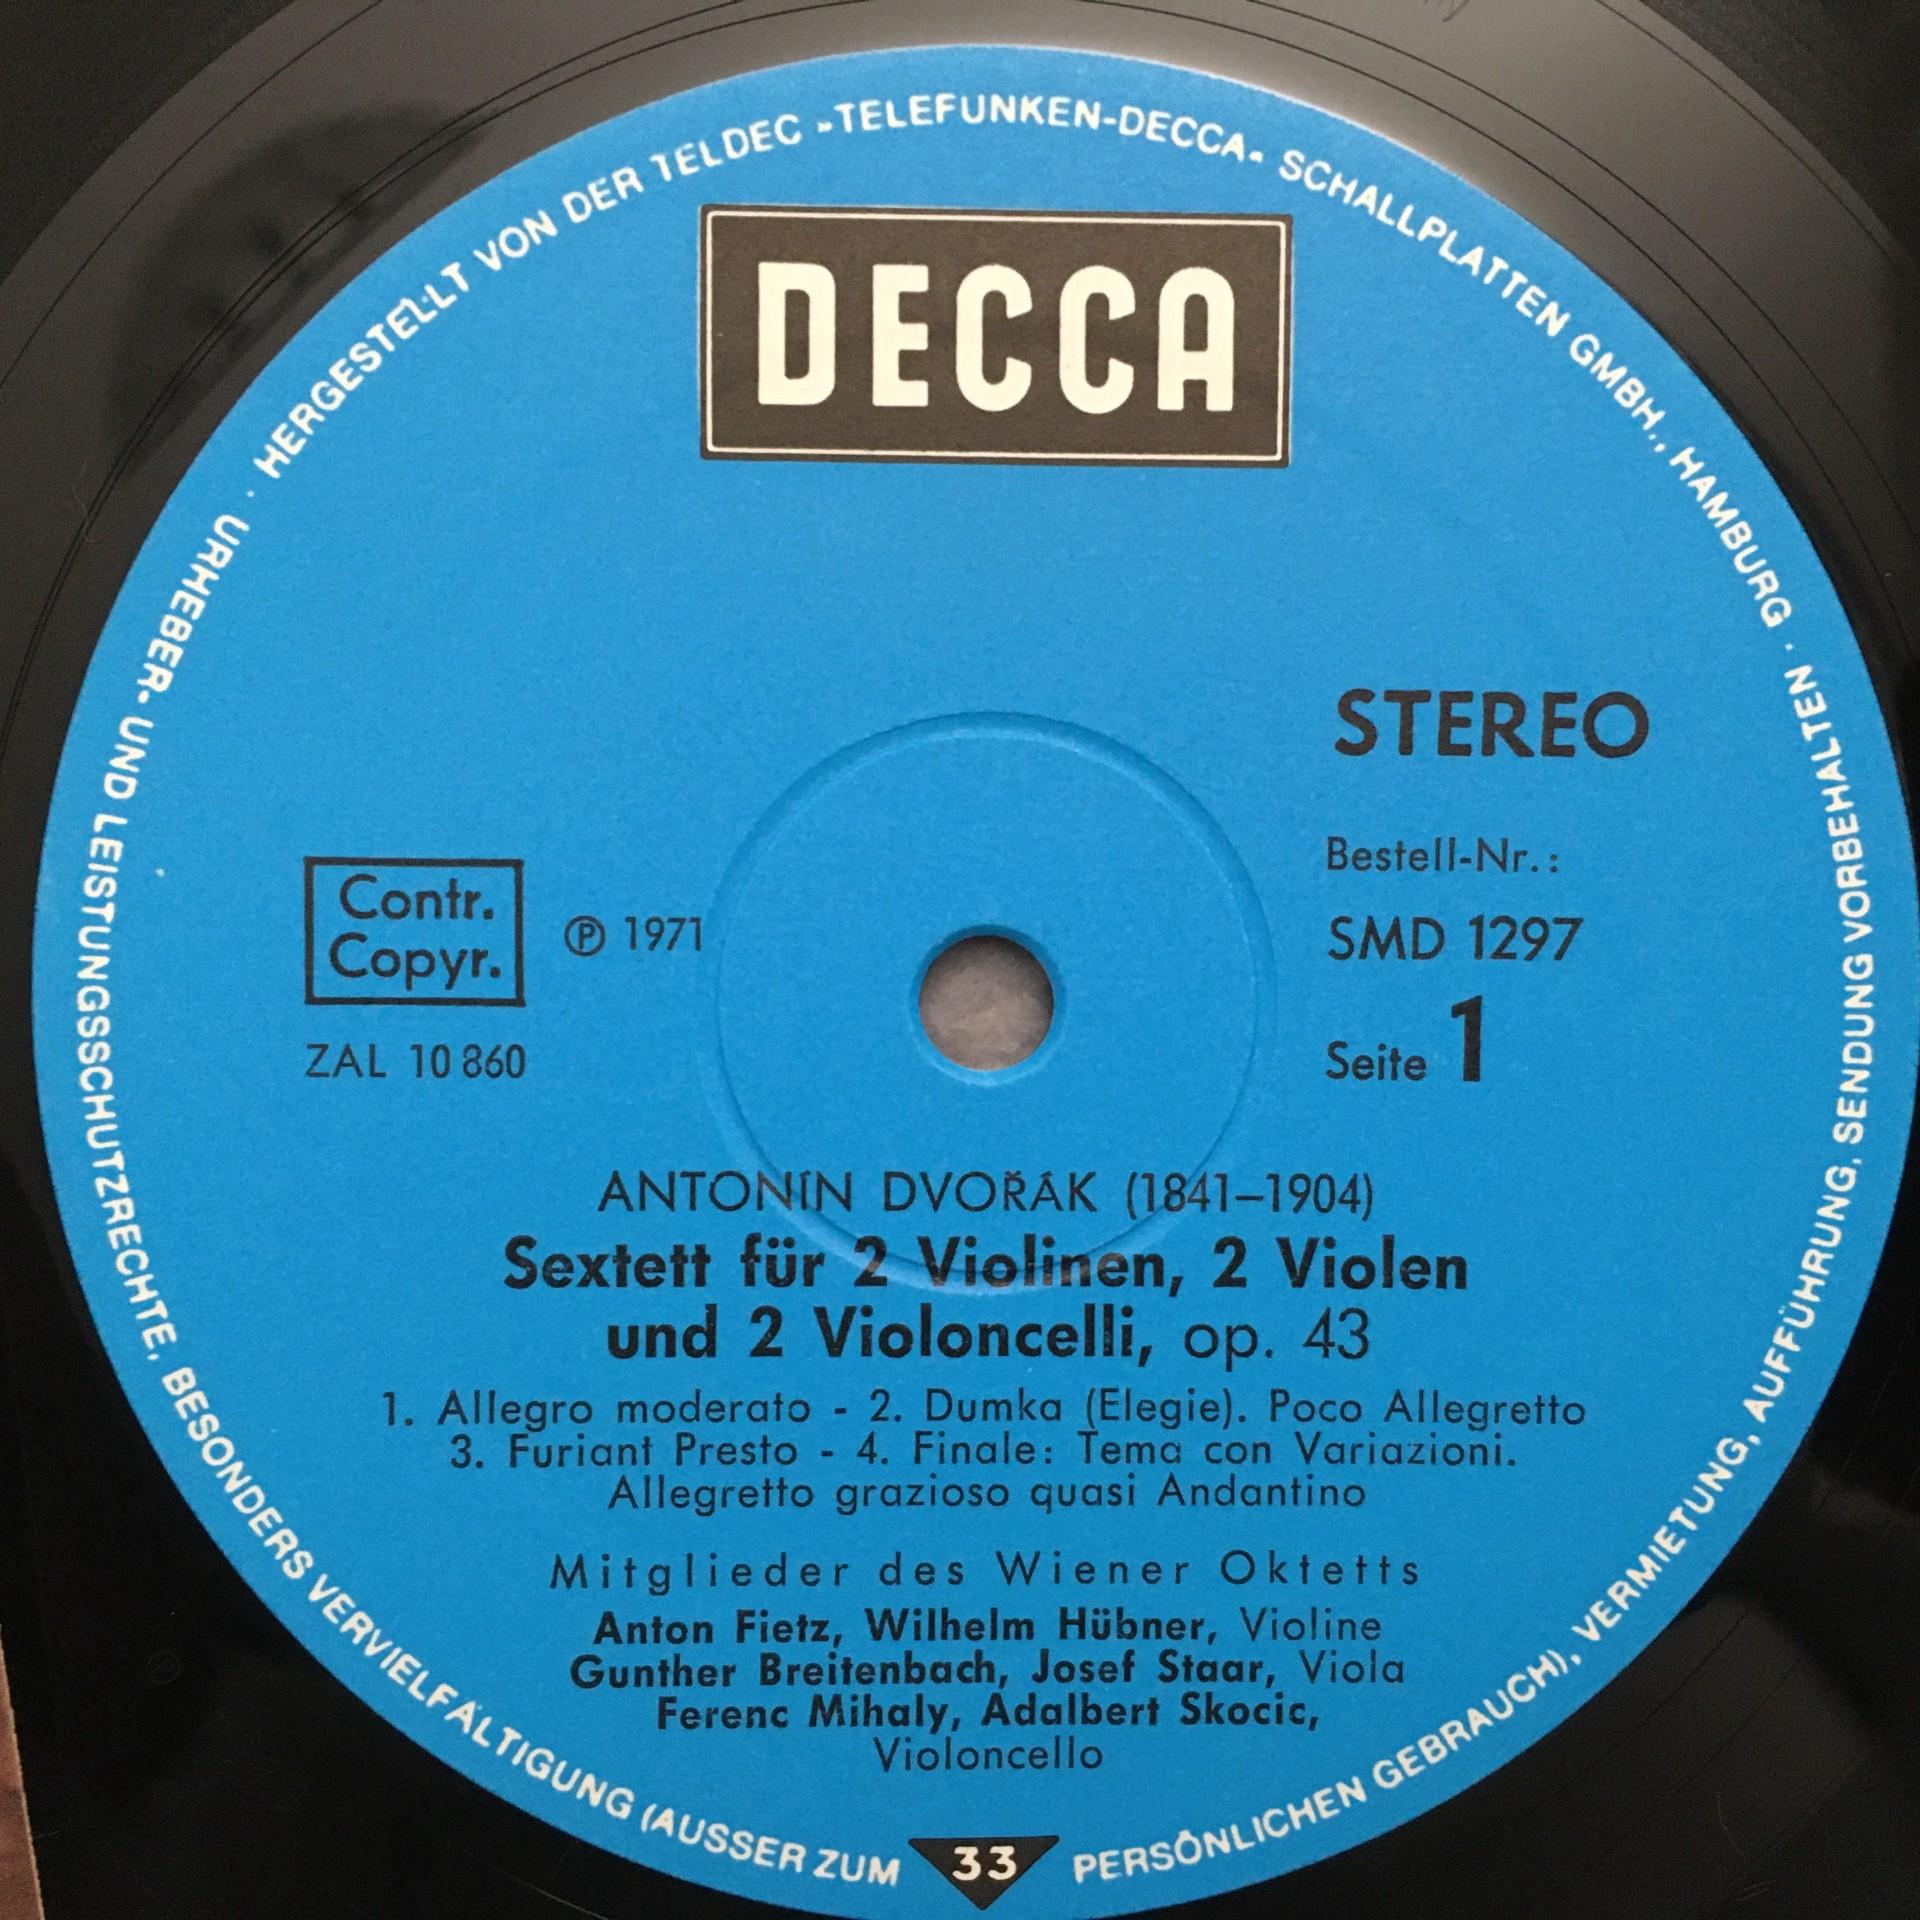 HERGESTELLT VON DER TELDEC »TELEFUNKEN-DECCA« SCHALLPLATTEN GMBH., HAMBURG ·
URHEBER- UND LEISTUNGSSCHUTZRECHTE, BESONDERS VERVIELFÄLTIGUNG (AUSSER ZUM PERSÖNLICHEN GEBRAUCH), VERMIETUNG, AUFFÜHRUNG, SENDUNG VORBEHALTEN ·
DECCA
STEREO
Bestell-Nr.:
SMD 1297
Seite 1
Contr.
Copyr.
℗ 1971
ZAL 10 860
ANTONÍN DVOŘÁK (1841–1904)
Sextett für 2 Violinen, 2 Violen
und 2 Violoncelli, op. 43
1. Allegro moderato - 2. Dumka (Elegie). Poco Allegretto
3. Furiant Presto - 4. Finale: Tema con Variazioni.
Allegretto grazioso quasi Andantino
Mitglieder des Wiener Oktetts
Anton Fietz, Wilhelm Hübner, Violine
Gunther Breitenbach, Josef Staar, Viola
Ferenc Mihaly, Adalbert Skocic,
Violoncello
33